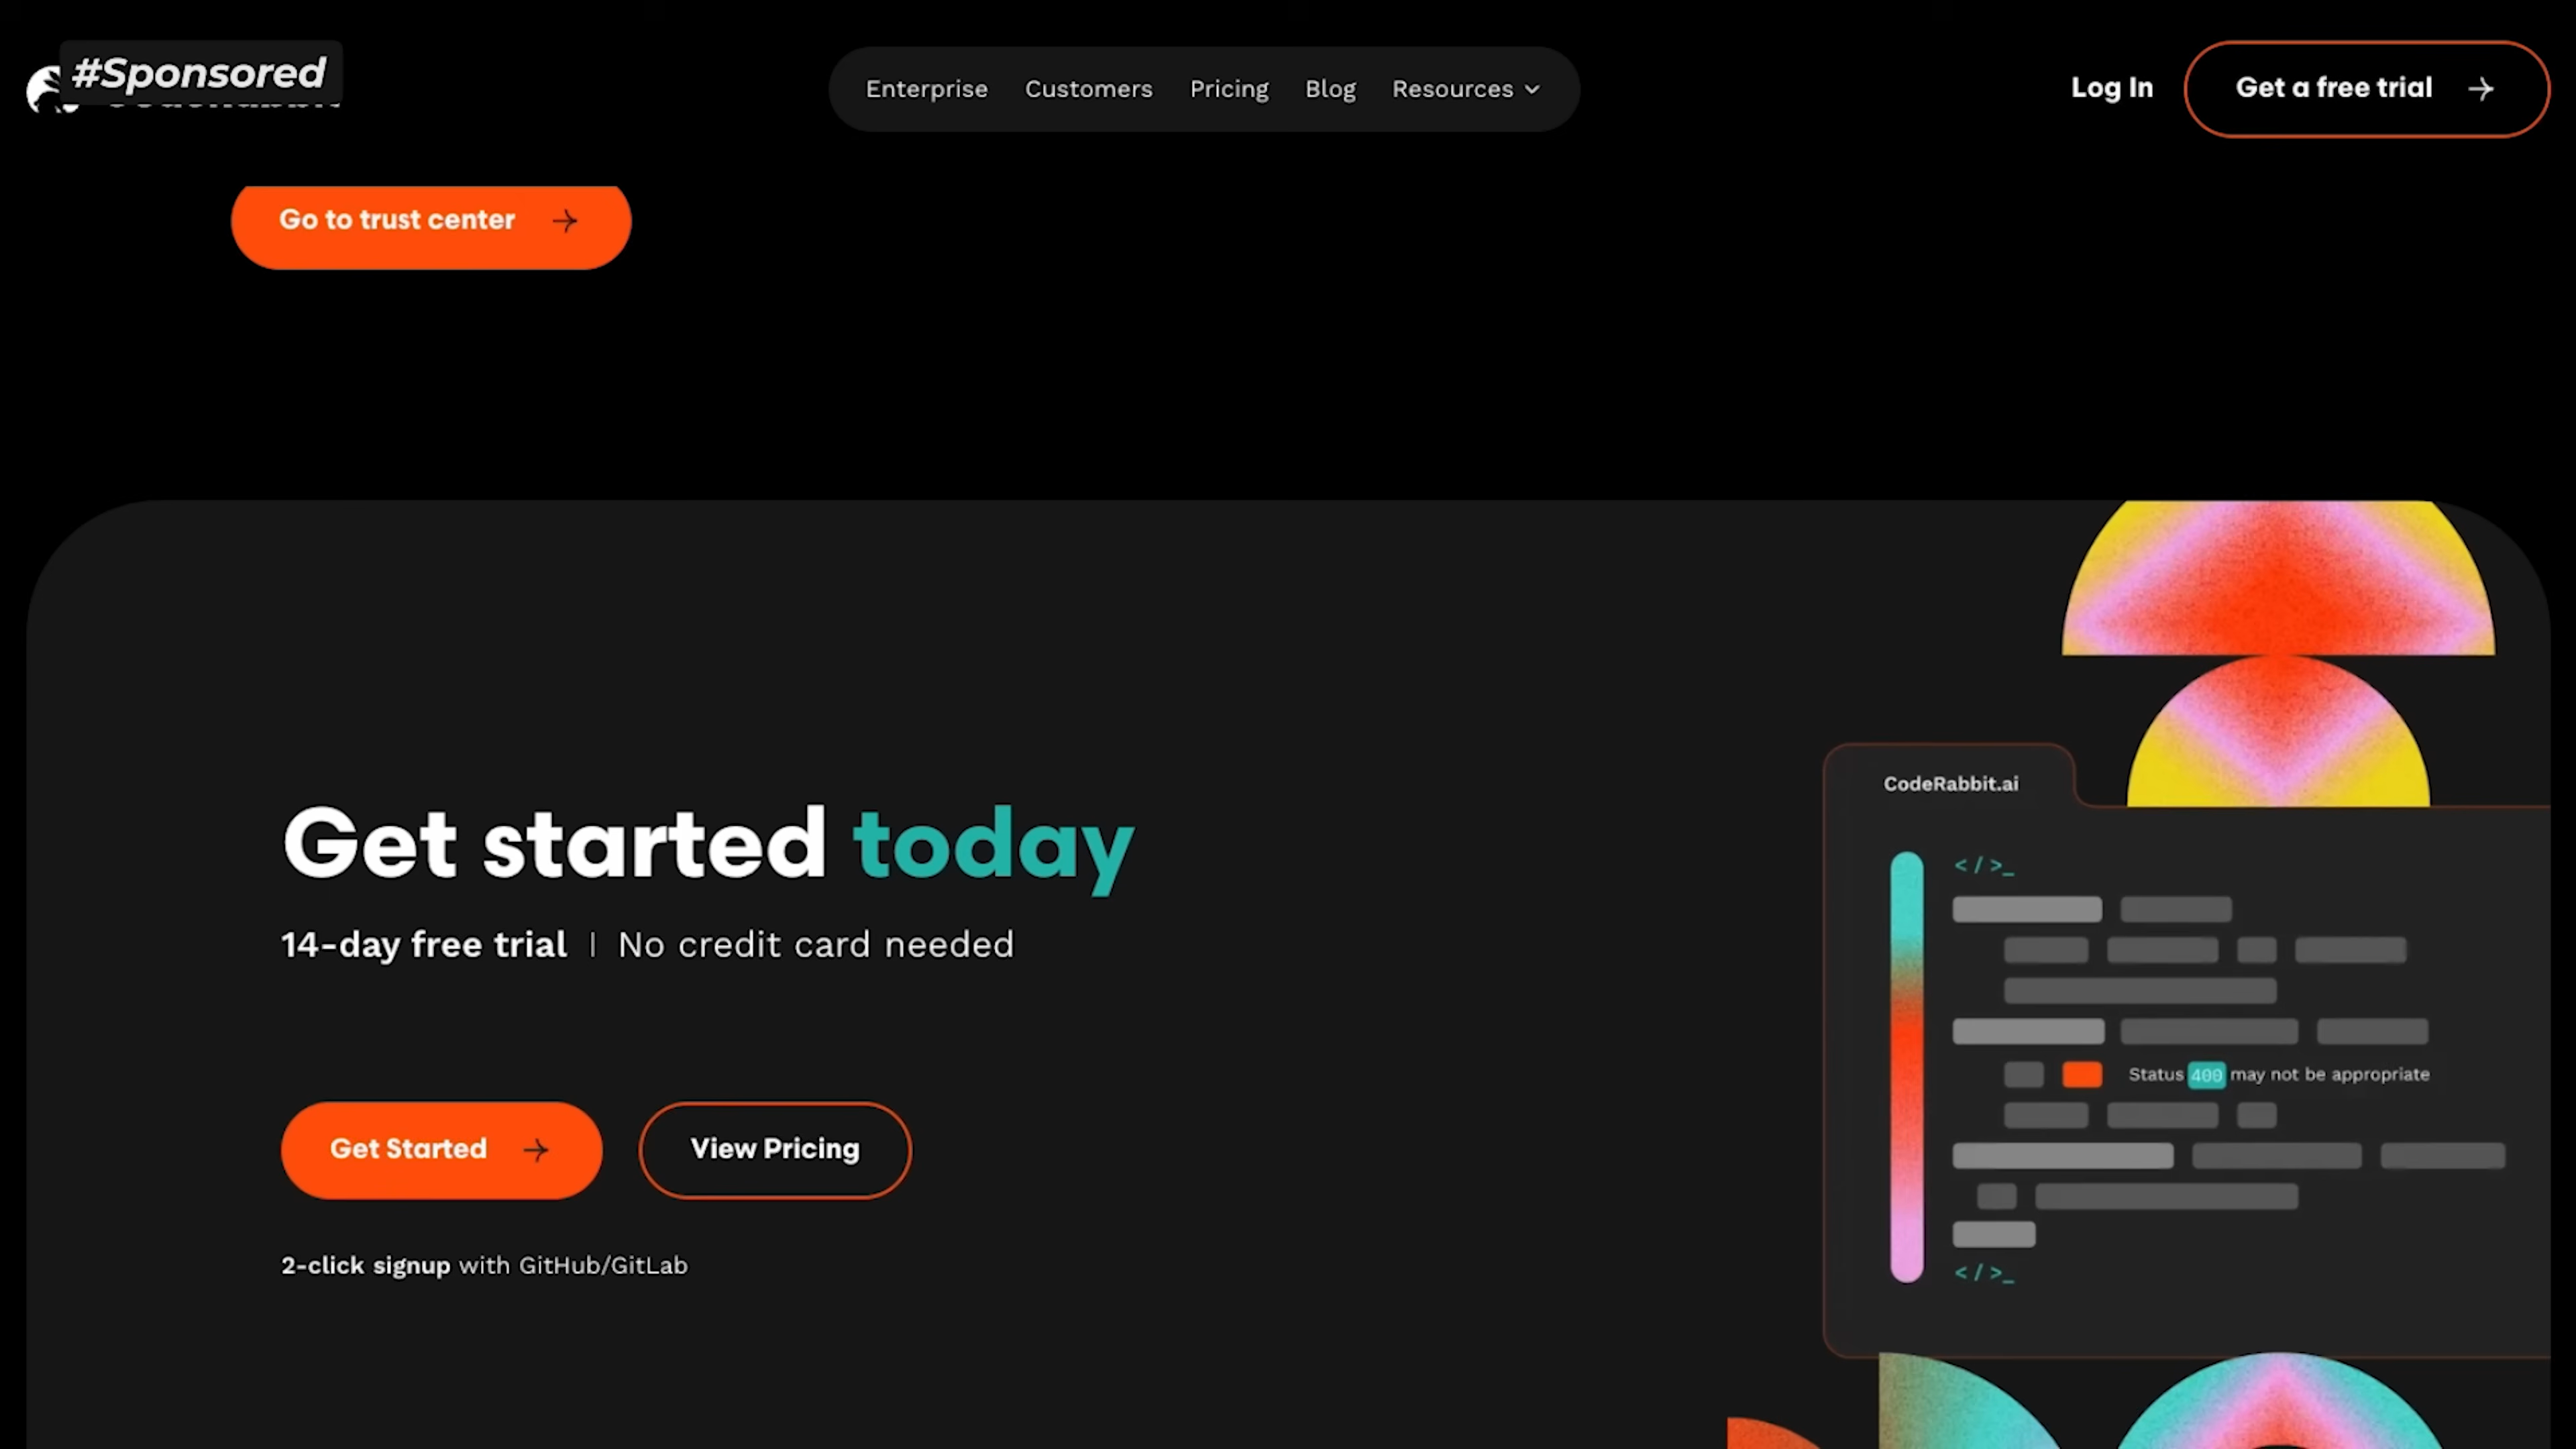 #Sponsored
Enterprise
Customers
Pricing
Blog
Resources
Log In
Get a free trial
Go to trust center
Get started today
14-day free trial | No credit card needed
Get Started
View Pricing
2-click signup with GitHub/GitLab
CodeRabbit.ai
</>_
Status 400 may not be appropriate
</>_